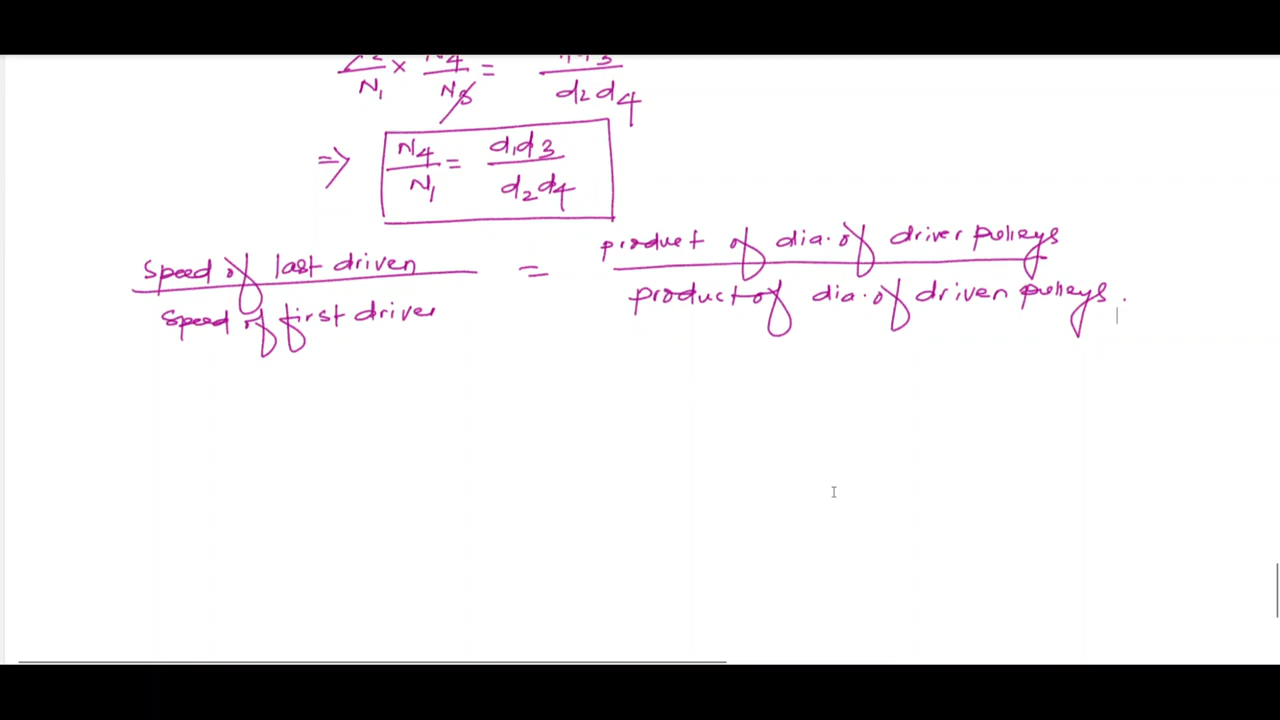 N₁ × N₃ = d₂d₄
⇒ N₄/N₁ = d₁d₃/d₂d₄
Speed of last driven / Speed of first driver = product of dia. of driver pulleys / product of dia. of driven pulleys.